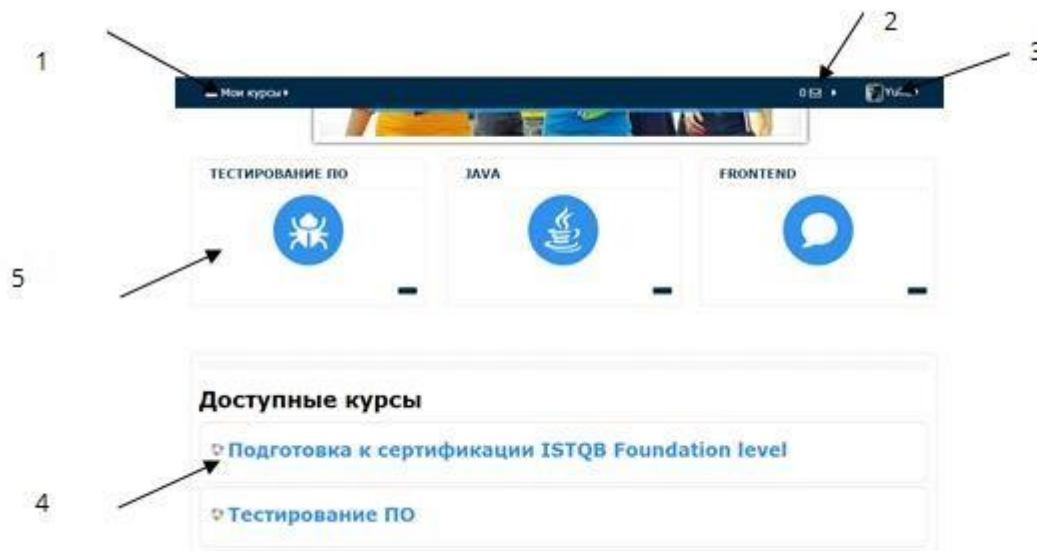 1
2
3
Мои курсы
0
ТЕСТИРОВАНИЕ ПО
JAVA
FRONTEND
5
Доступные курсы
Подготовка к сертификации ISTQB Foundation level
4
Тестирование ПО